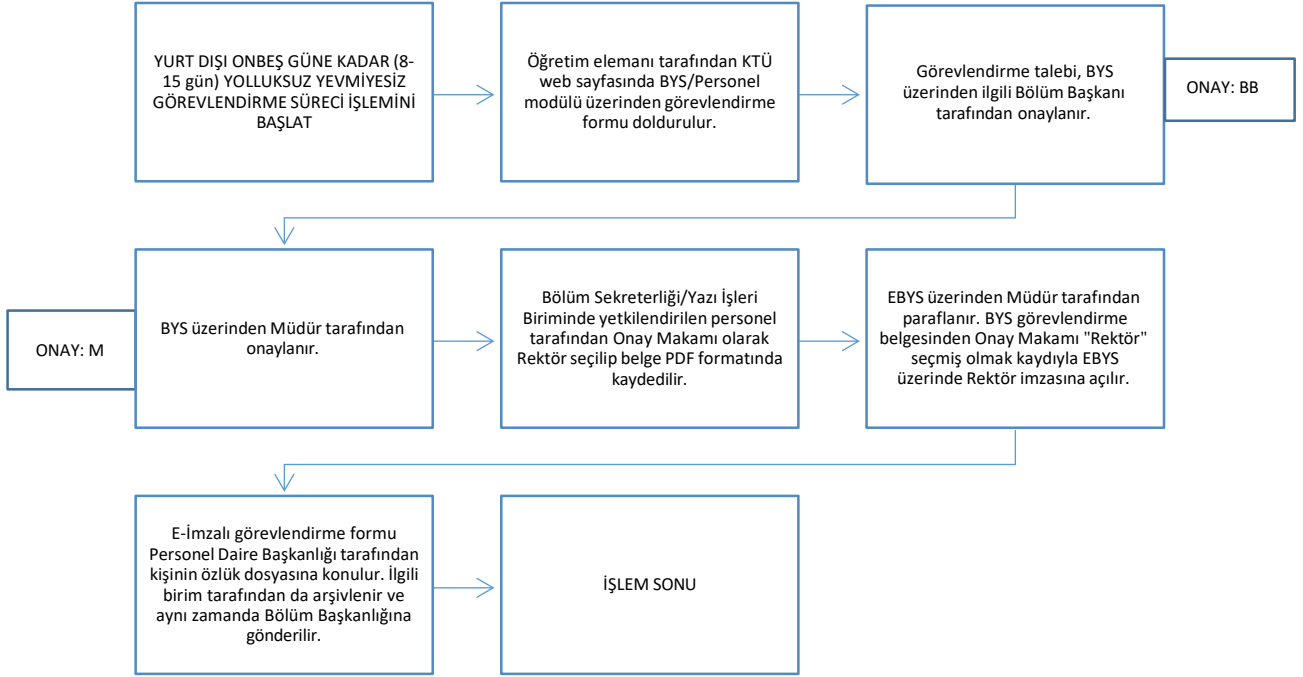 YURT DIŞI ONBEŞ GÜNE KADAR (8-
15 gün) YOLLUKSUZ YEVMİYESİZ
GÖREVLENDİRME SÜRECİ İŞLEMİNİ
BAŞLAT
Öğretim elemanı tarafından KTÜ
web sayfasında BYS/Personel
modülü üzerinden görevlendirme
formu doldurulur.
Görevlendirme talebi, BYS
üzerinden ilgili Bölüm Başkanı
tarafından onaylanır.
ONAY: BB
ONAY: M
BYS üzerinden Müdür tarafından
onaylanır.
Bölüm Sekreterliği/Yazı İşleri
Biriminde yetkilendirilen personel
tarafından Onay Makamı olarak
Rektör seçilip belge PDF formatında
kaydedilir.
EBYS üzerinden Müdür tarafından
paraflanır. BYS görevlendirme
belgesinden Onay Makamı "Rektör"
seçmiş olmak kaydıyla EBYS
üzerinde Rektör imzasına açılır.
E-İmzalı görevlendirme formu
Personel Daire Başkanlığı tarafından
kişinin özlük dosyasına konulur. İlgili
birim tarafından da arşivlenir ve
aynı zamanda Bölüm Başkanlığına
gönderilir.
İŞLEM SONU